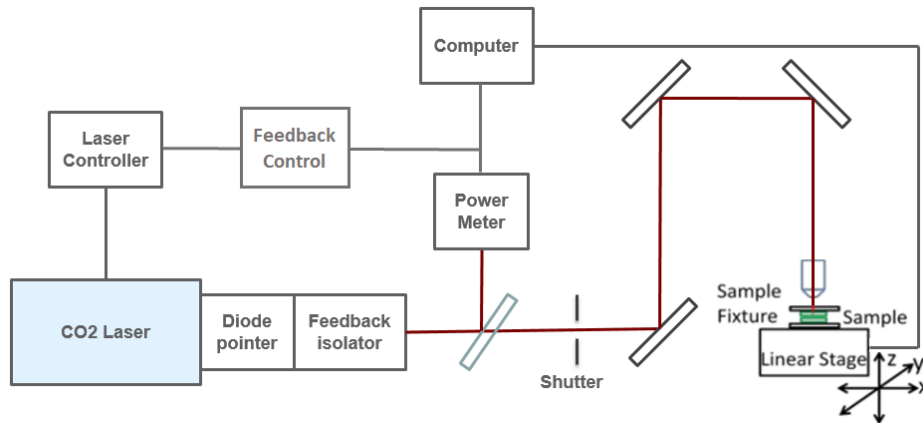 Computer
Laser
Controller
Feedback
Control
Power
Meter
CO2 Laser
Diode
pointer
Feedback
isolator
Shutter
Sample
Fixture
Sample
Linear Stage
z
y
x